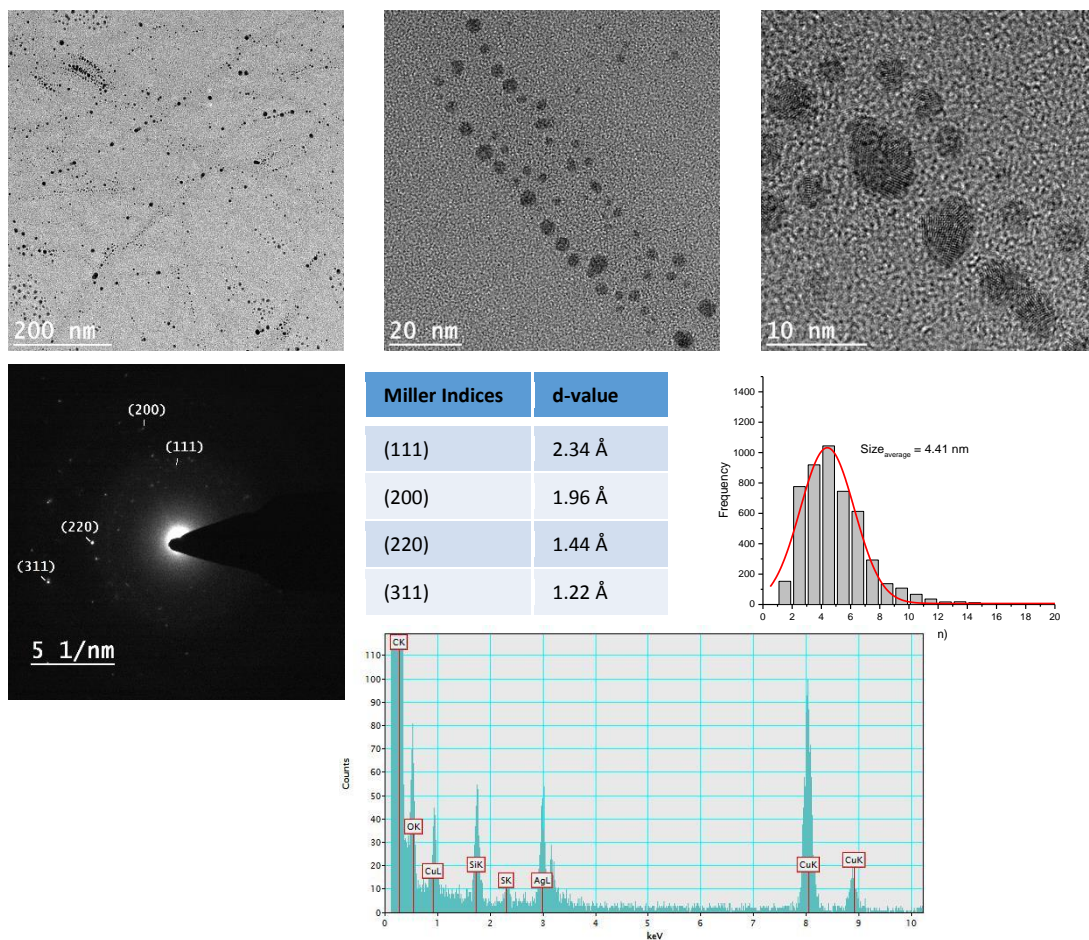 200 nm
20 nm
10 nm
(200)
(111)
(220)
(311)
5 1/nm
Miller Indices d-value
(111) 2.34 Å
(200) 1.96 Å
(220) 1.44 Å
(311) 1.22 Å
1400
1200
1000
800
600
400
200
0
Frequency
Sizeaverage = 4.41 nm
0 2 4 6 8 10 12 14 16 18 20
n)
110
100
90
80
70
60
50
40
30
20
10
0
Counts
CK
OK
CuL
SiK
SK
AgL
CuK
CuK
0 1 2 3 4 5 6 7 8 9 10
keV